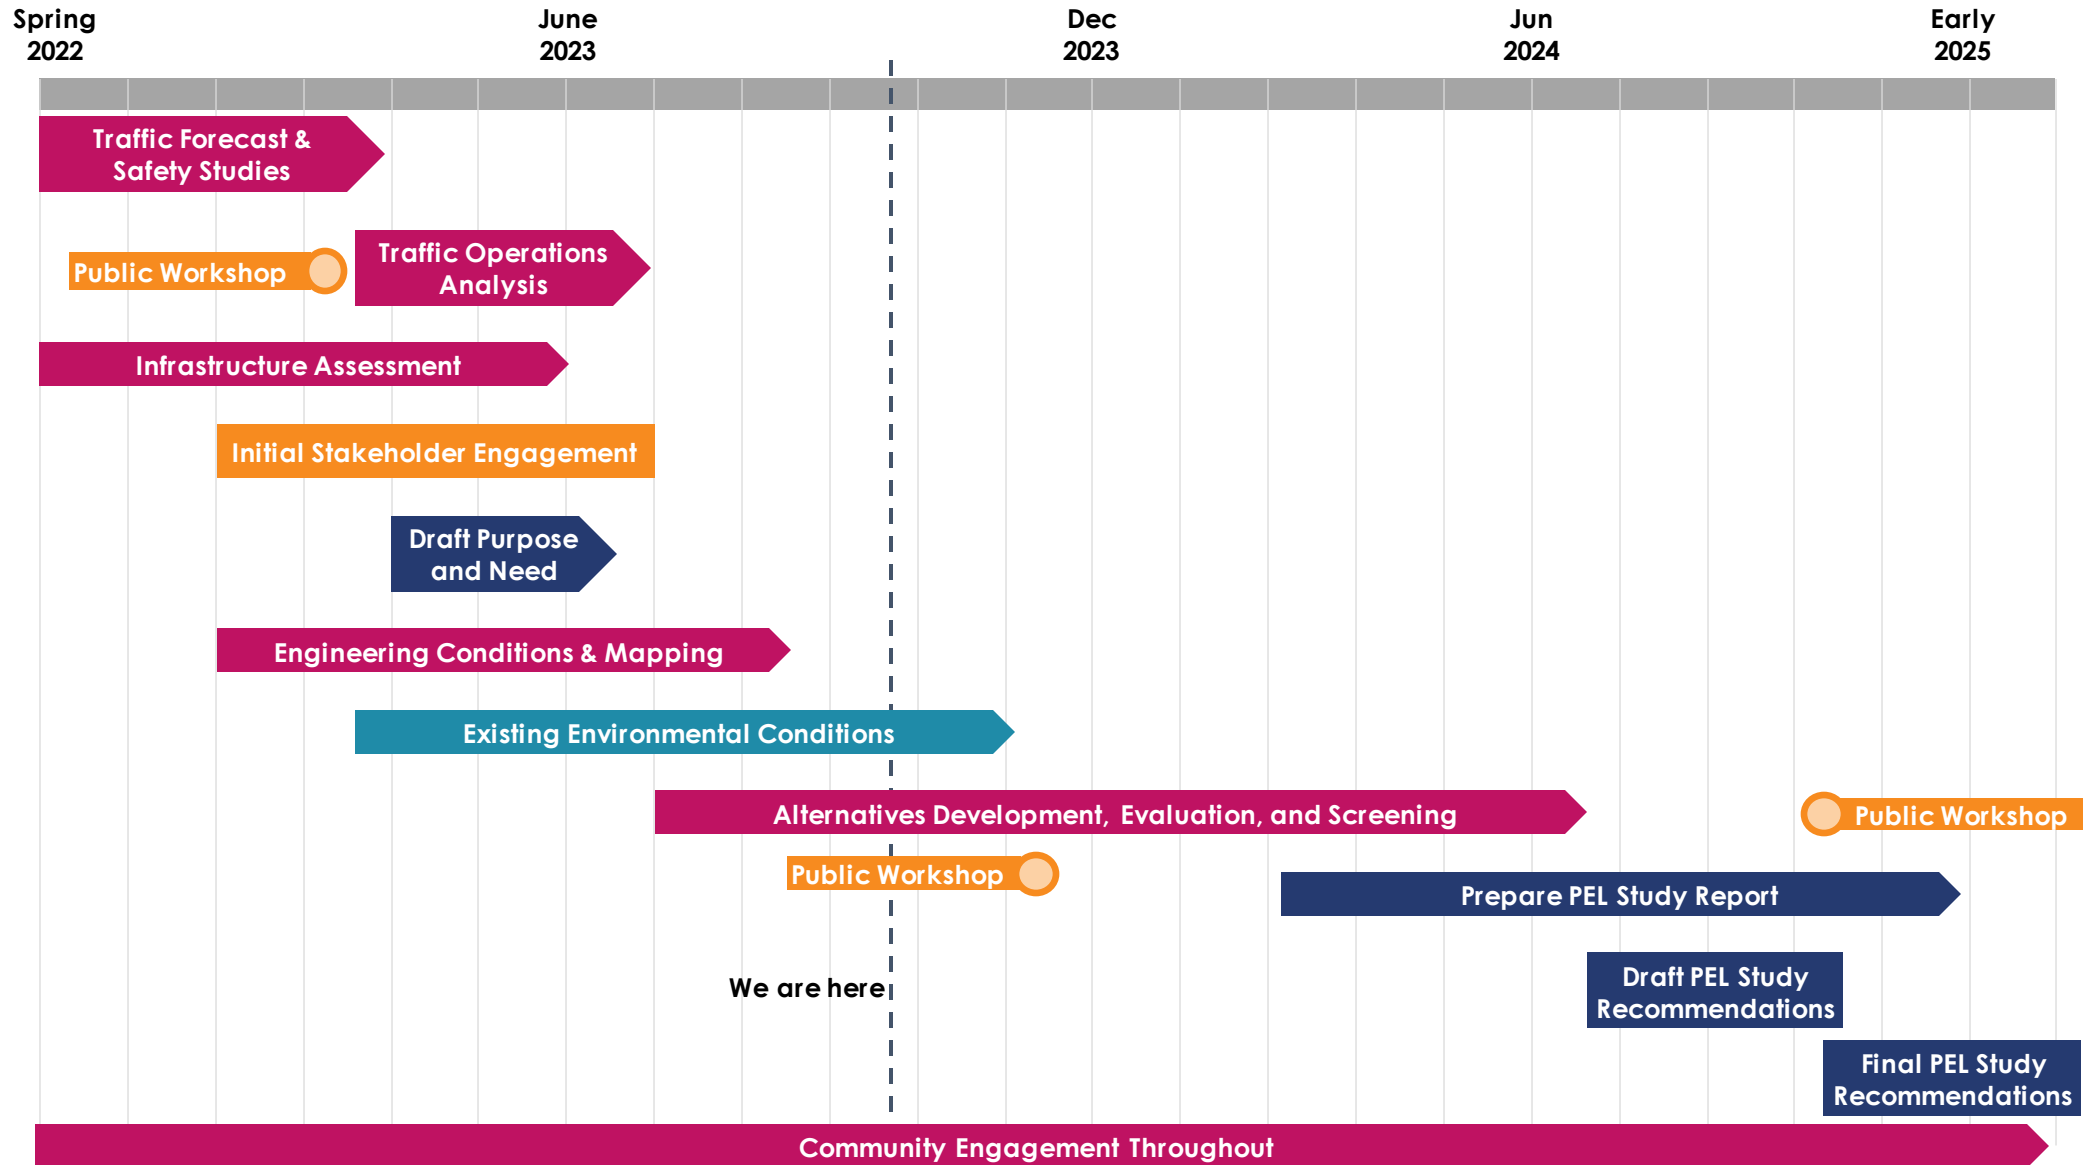 Spring
2022
June
2023
Dec
2023
Jun
2024
Early
2025
Traffic Forecast &
Safety Studies
Public Workshop
Traffic Operations
Analysis
Infrastructure Assessment
Initial Stakeholder Engagement
Draft Purpose
and Need
Engineering Conditions & Mapping
Existing Environmental Conditions
Alternatives Development, Evaluation, and Screening
Public Workshop
Public Workshop
Prepare PEL Study Report
We are here
Draft PEL Study
Recommendations
Final PEL Study
Recommendations
Community Engagement Throughout